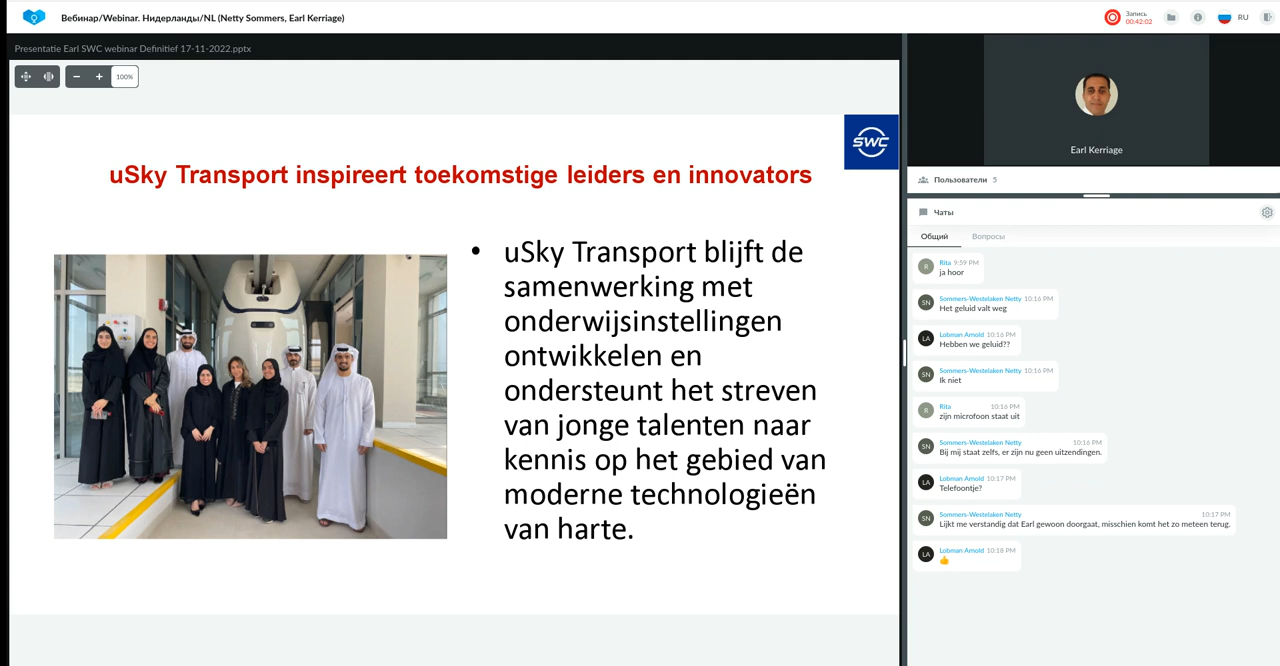 Вебинар/Webinar. Нидерланды/NL (Netty Sommers, Earl Kerriage)
Запись
00:42:02
RU
Presentatie Earl SWC webinar Definitief 17-11-2022.pptx
100%
SWC
uSky Transport inspireert toekomstige leiders en innovators
• uSky Transport blijft de
samenwerking met
onderwijsinstellingen
ontwikkelen en
ondersteunt het streven
van jonge talenten naar
kennis op het gebied van
moderne technologieën
van harte.
Earl Kerriage
Пользователи 5
Чаты
Общий Вопросы
R Rita 9:59 PM
ja hoor
SN Sommers-Westelaken Netty 10:16 PM
Het geluid valt weg
LA Lobman Arnold 10:16 PM
Hebben we geluid??
SN Sommers-Westelaken Netty 10:16 PM
Ik niet
R Rita 10:16 PM
zijn microfoon staat uit
SN Sommers-Westelaken Netty 10:16 PM
Bij mij staat zelfs, er zijn nu geen uitzendingen.
LA Lobman Arnold 10:17 PM
Telefoontje?
SN Sommers-Westelaken Netty 10:17 PM
Lijkt me verstandig dat Earl gewoon doorgaat, misschien komt het zo meteen terug.
LA Lobman Arnold 10:18 PM
👍